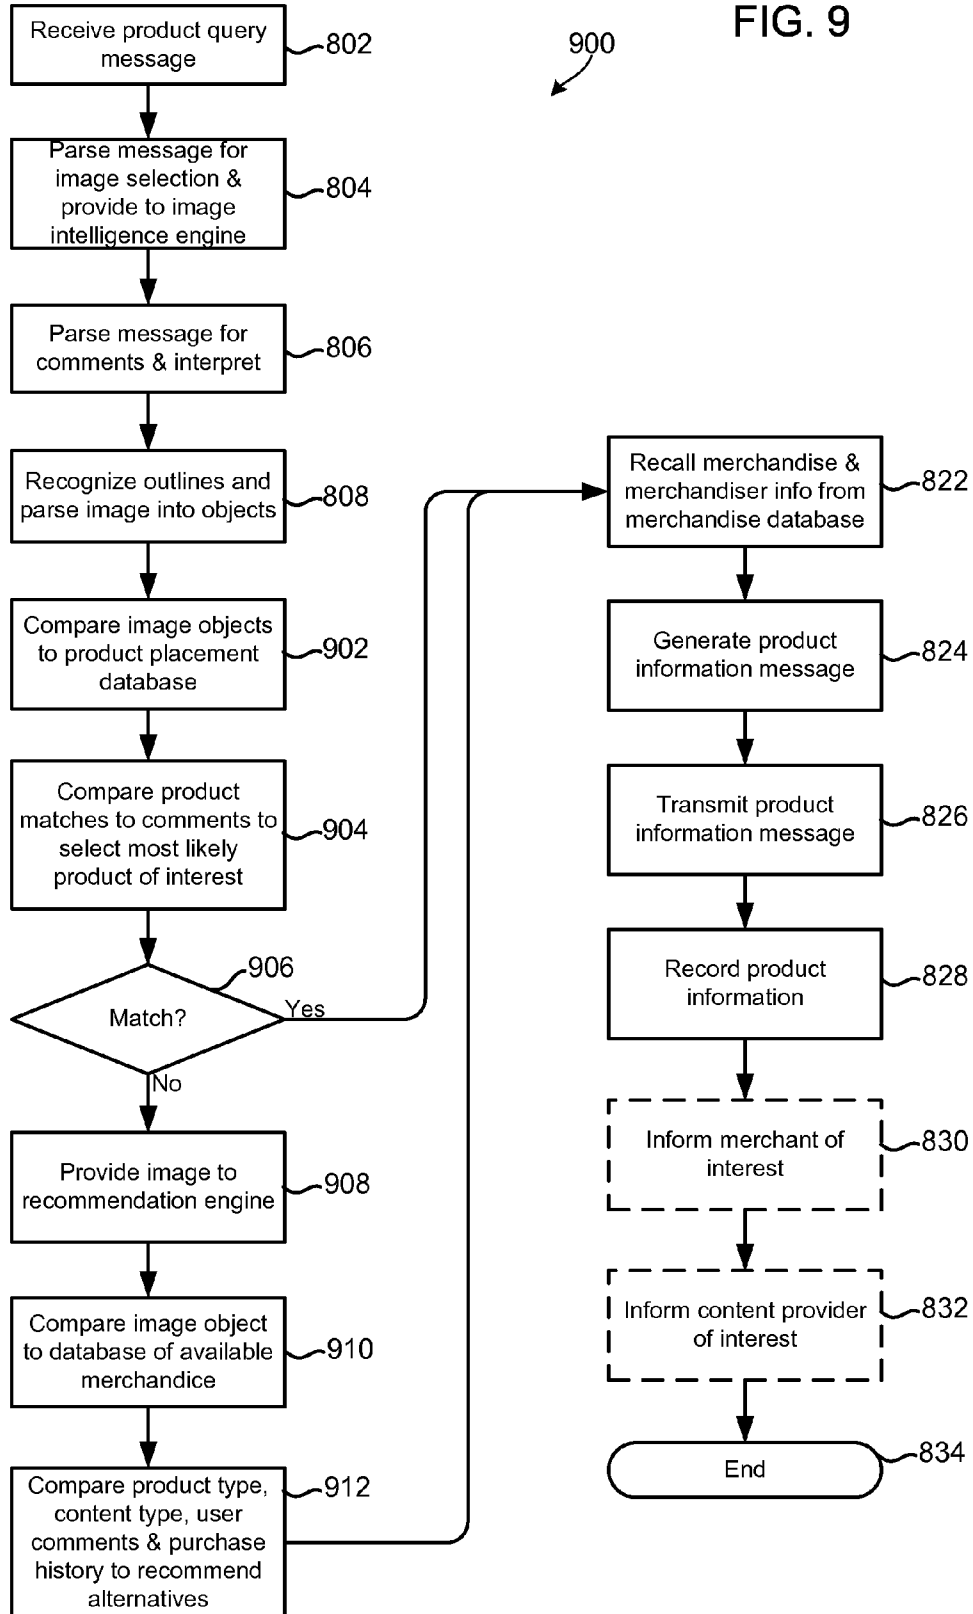 FIG. 9
900
Receive product query
message
802
Parse message for
image selection &
provide to image
intelligence engine
804
Parse message for
comments & interpret
806
Recognize outlines and
parse image into objects
808
Compare image objects
to product placement
database
902
Compare product
matches to comments to
select most likely
product of interest
904
Match?
906
Yes
No
Provide image to
recommendation engine
908
Compare image object
to database of available
merchandice
910
Compare product type,
content type, user
comments & purchase
history to recommend
alternatives
912
Recall merchandise &
merchandiser info from
merchandise database
822
Generate product
information message
824
Transmit product
information message
826
Record product
information
828
Inform merchant of
interest
830
Inform content provider
of interest
832
End
834